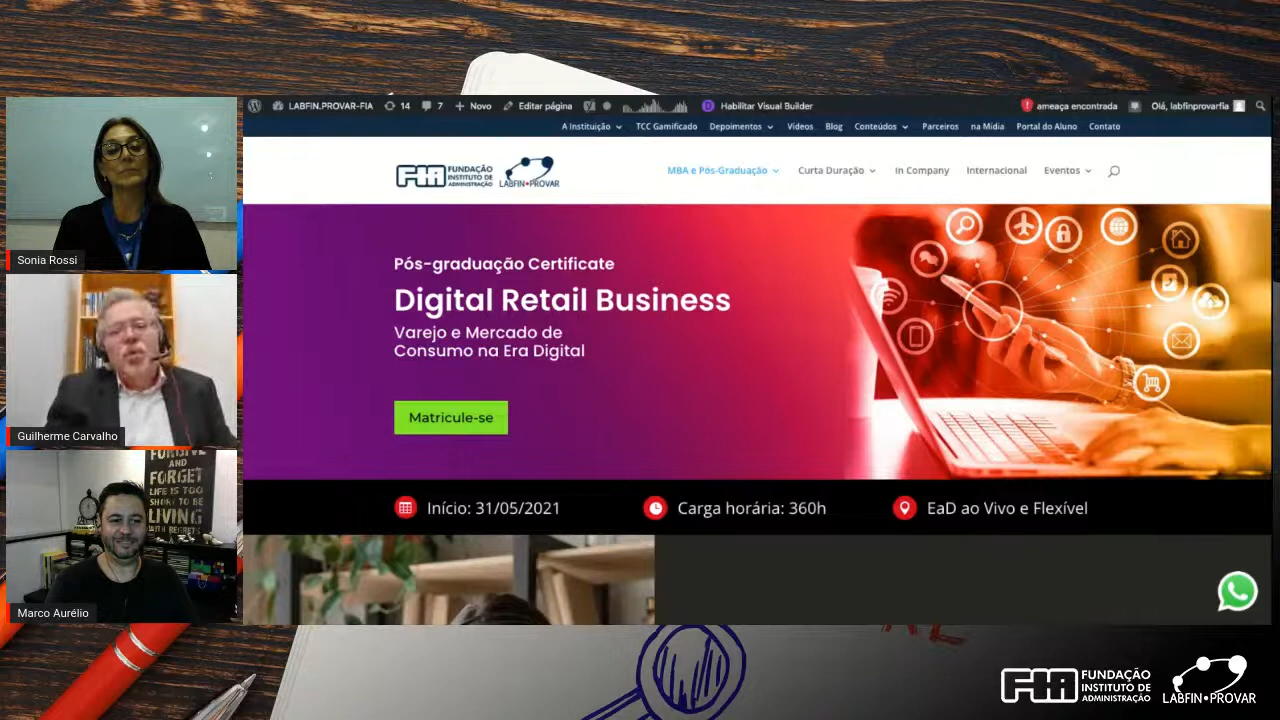 LABFIN.PROVAR-FIA 14 7 Novo Editar página Habilitar Visual Builder ameaça encontrada Olá, labfinprovarfia
A Instituição TCC Gamificado Depoimentos Vídeos Blog Conteúdos Parceiros na Mídia Portal do Aluno Contato
FIA FUNDAÇÃO INSTITUTO DE ADMINISTRAÇÃO
LABFIN•PROVAR
MBA e Pós-Graduação Curta Duração In Company Internacional Eventos
Pós-graduação Certificate
Digital Retail Business
Varejo e Mercado de
Consumo na Era Digital
Matricule-se
Início: 31/05/2021 Carga horária: 360h EaD ao Vivo e Flexível
Sonia Rossi
Guilherme Carvalho
FORGIVE
AND
FORGET
LIFE IS TOO
SHORT TO BE
LIVING
WITH REGRETS
Marco Aurélio
FIA FUNDAÇÃO
INSTITUTO DE
ADMINISTRAÇÃO
LABFIN•PROVAR